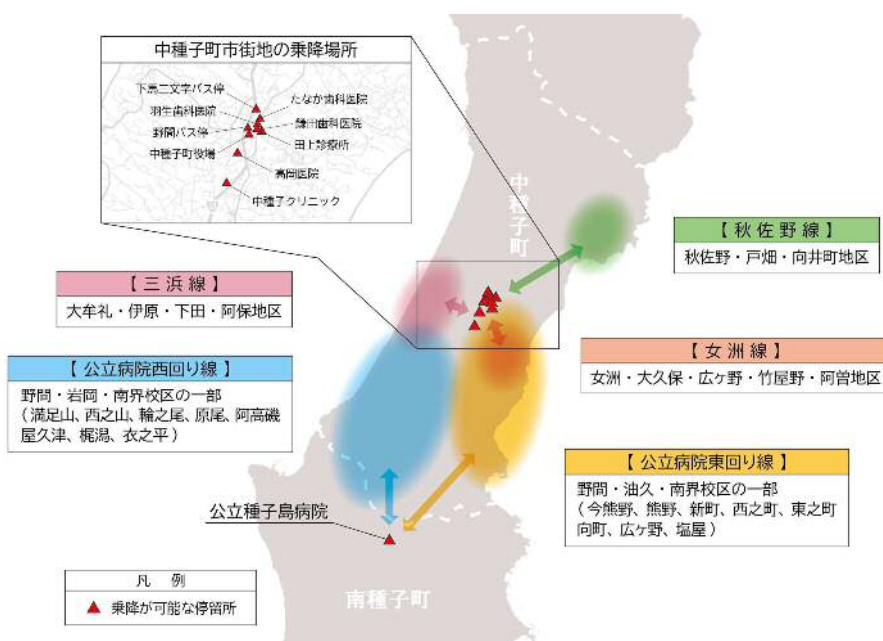 中種子町市街地の乗降場所
下馬二文字バス停
たなか歯科医院
羽生歯科医院
鎌田歯科医院
野間バス停
田上診療所
中種子町役場
高岡医院
中種子クリニック
中種子町
【 秋 佐 野 線 】
秋佐野・戸畑・向井町地区
【 三 浜 線 】
大牟礼・伊原・下田・阿保地区
【 女 洲 線 】
女洲・大久保・広ヶ野・竹屋野・阿曽地区
【 公立病院西回り線 】
野間・岩岡・南界校区の一部
（満足山、西之山、輪之尾、原尾、阿高磯
屋久津、梶潟、衣之平）
【 公立病院東回り線 】
野間・油久・南界校区の一部
（今熊野、熊野、新町、西之町、東之町
向町、広ヶ野、塩屋）
公立種子島病院
凡 例
▲ 乗降が可能な停留所
南種子町